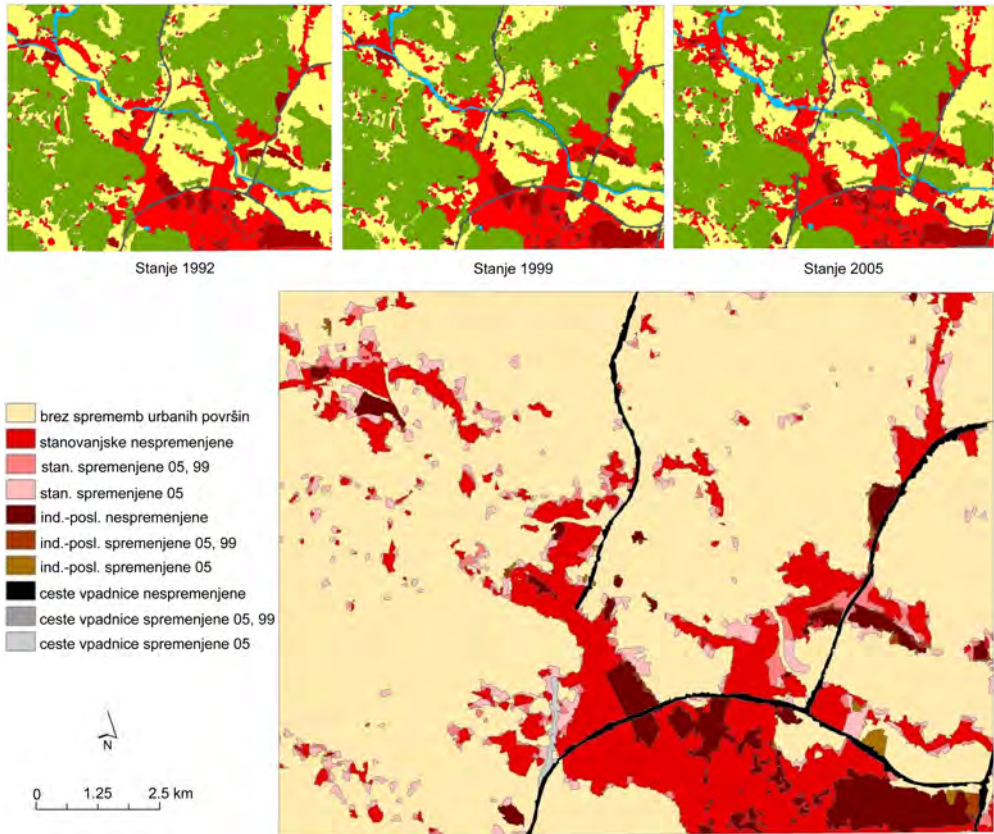 Stanje 1992
Stanje 1999
Stanje 2005
brez sprememb urbanih površin
stanovanjske nespremenjene
stan. spremenjene 05, 99
stan. spremenjene 05
ind.-posl. nespremenjene
ind.-posl. spremenjene 05, 99
ind.-posl. spremenjene 05
ceste vpadnice nespremenjene
ceste vpadnice spremenjene 05, 99
ceste vpadnice spremenjene 05
N
0 1.25 2.5 km